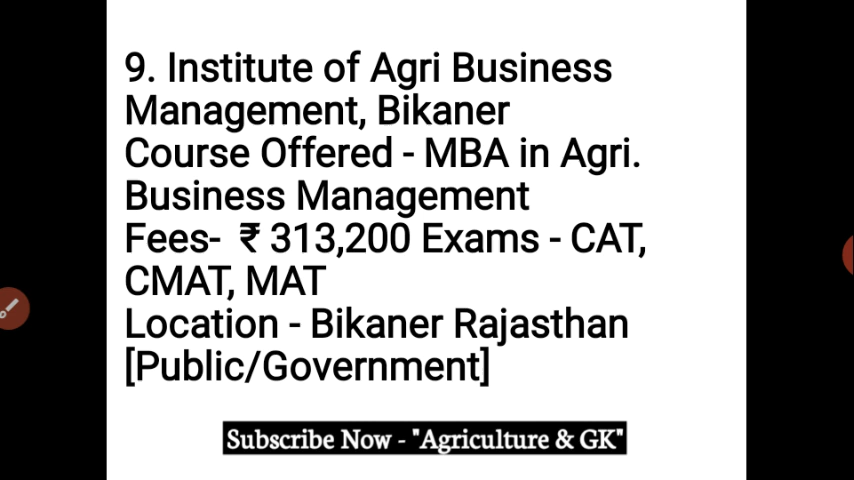 9. Institute of Agri Business
Management, Bikaner
Course Offered - MBA in Agri.
Business Management
Fees-  ₹ 313,200 Exams - CAT,
CMAT, MAT
Location - Bikaner Rajasthan
[Public/Government]
Subscribe Now - "Agriculture & GK"